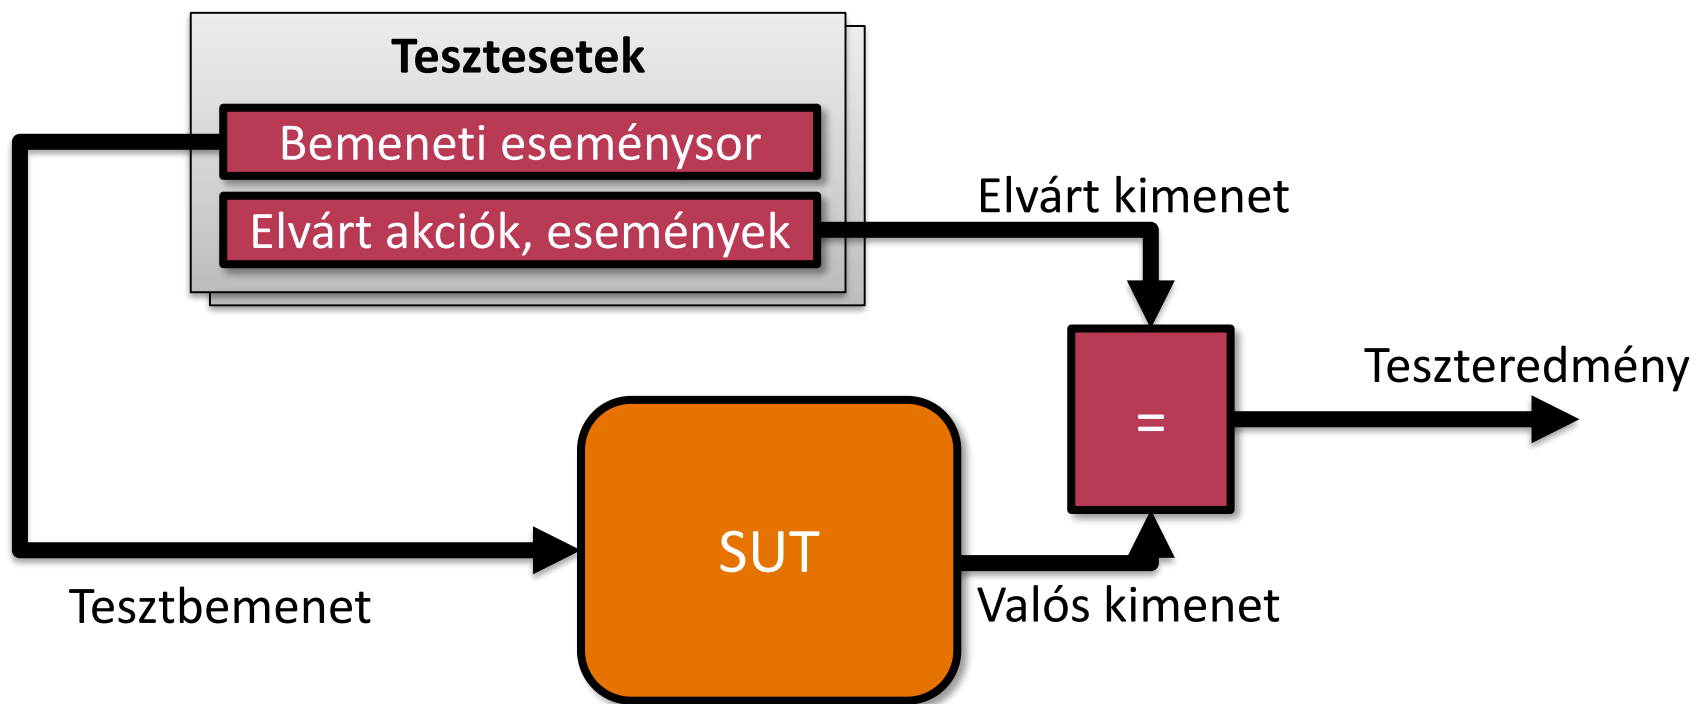 Tesztesetek
Bemeneti eseménysor
Elvárt akciók, események
Elvárt kimenet
Teszteredmény
=
SUT
Tesztbemenet
Valós kimenet